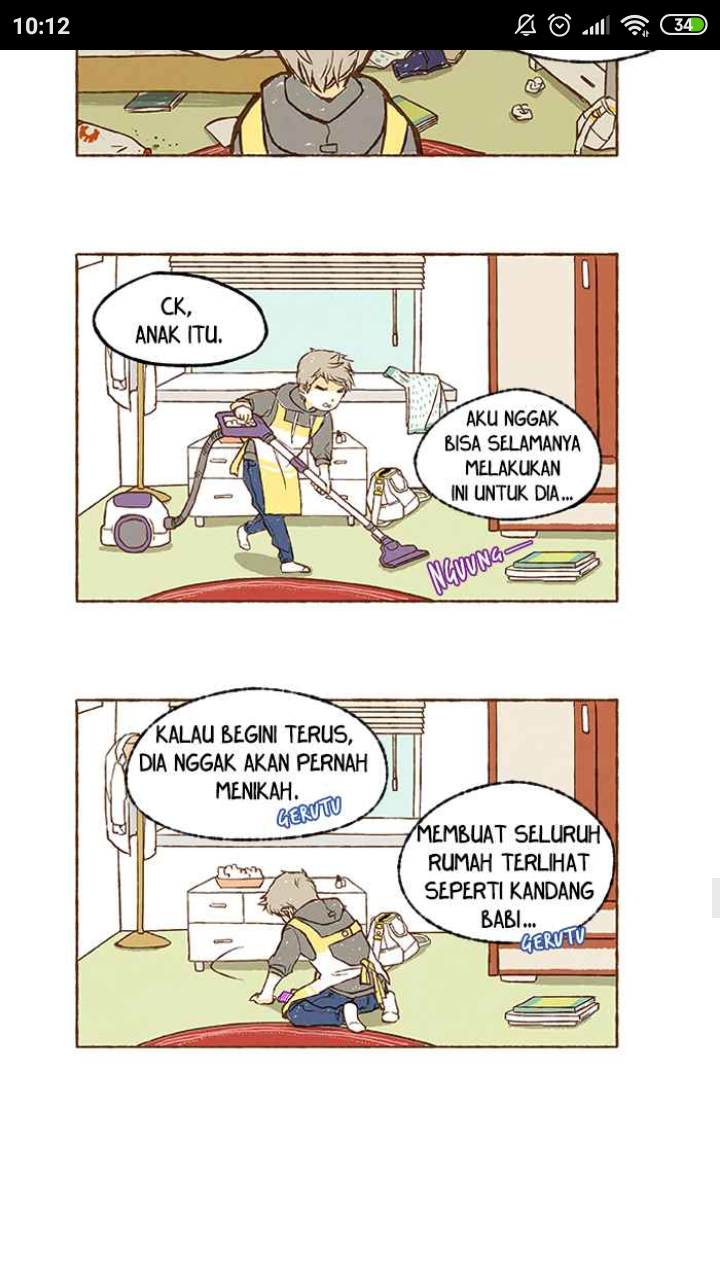 10:12
34
CK,
ANAK ITU.
AKU NGGAK
BISA SELAMANYA
MELAKUKAN
INI UNTUK DIA...
NGUUNG—
KALAU BEGINI TERUS,
DIA NGGAK AKAN PERNAH
MENIKAH.
GERUTU
MEMBUAT SELURUH
RUMAH TERLIHAT
SEPERTI KANDANG
BABI...
GERUTU